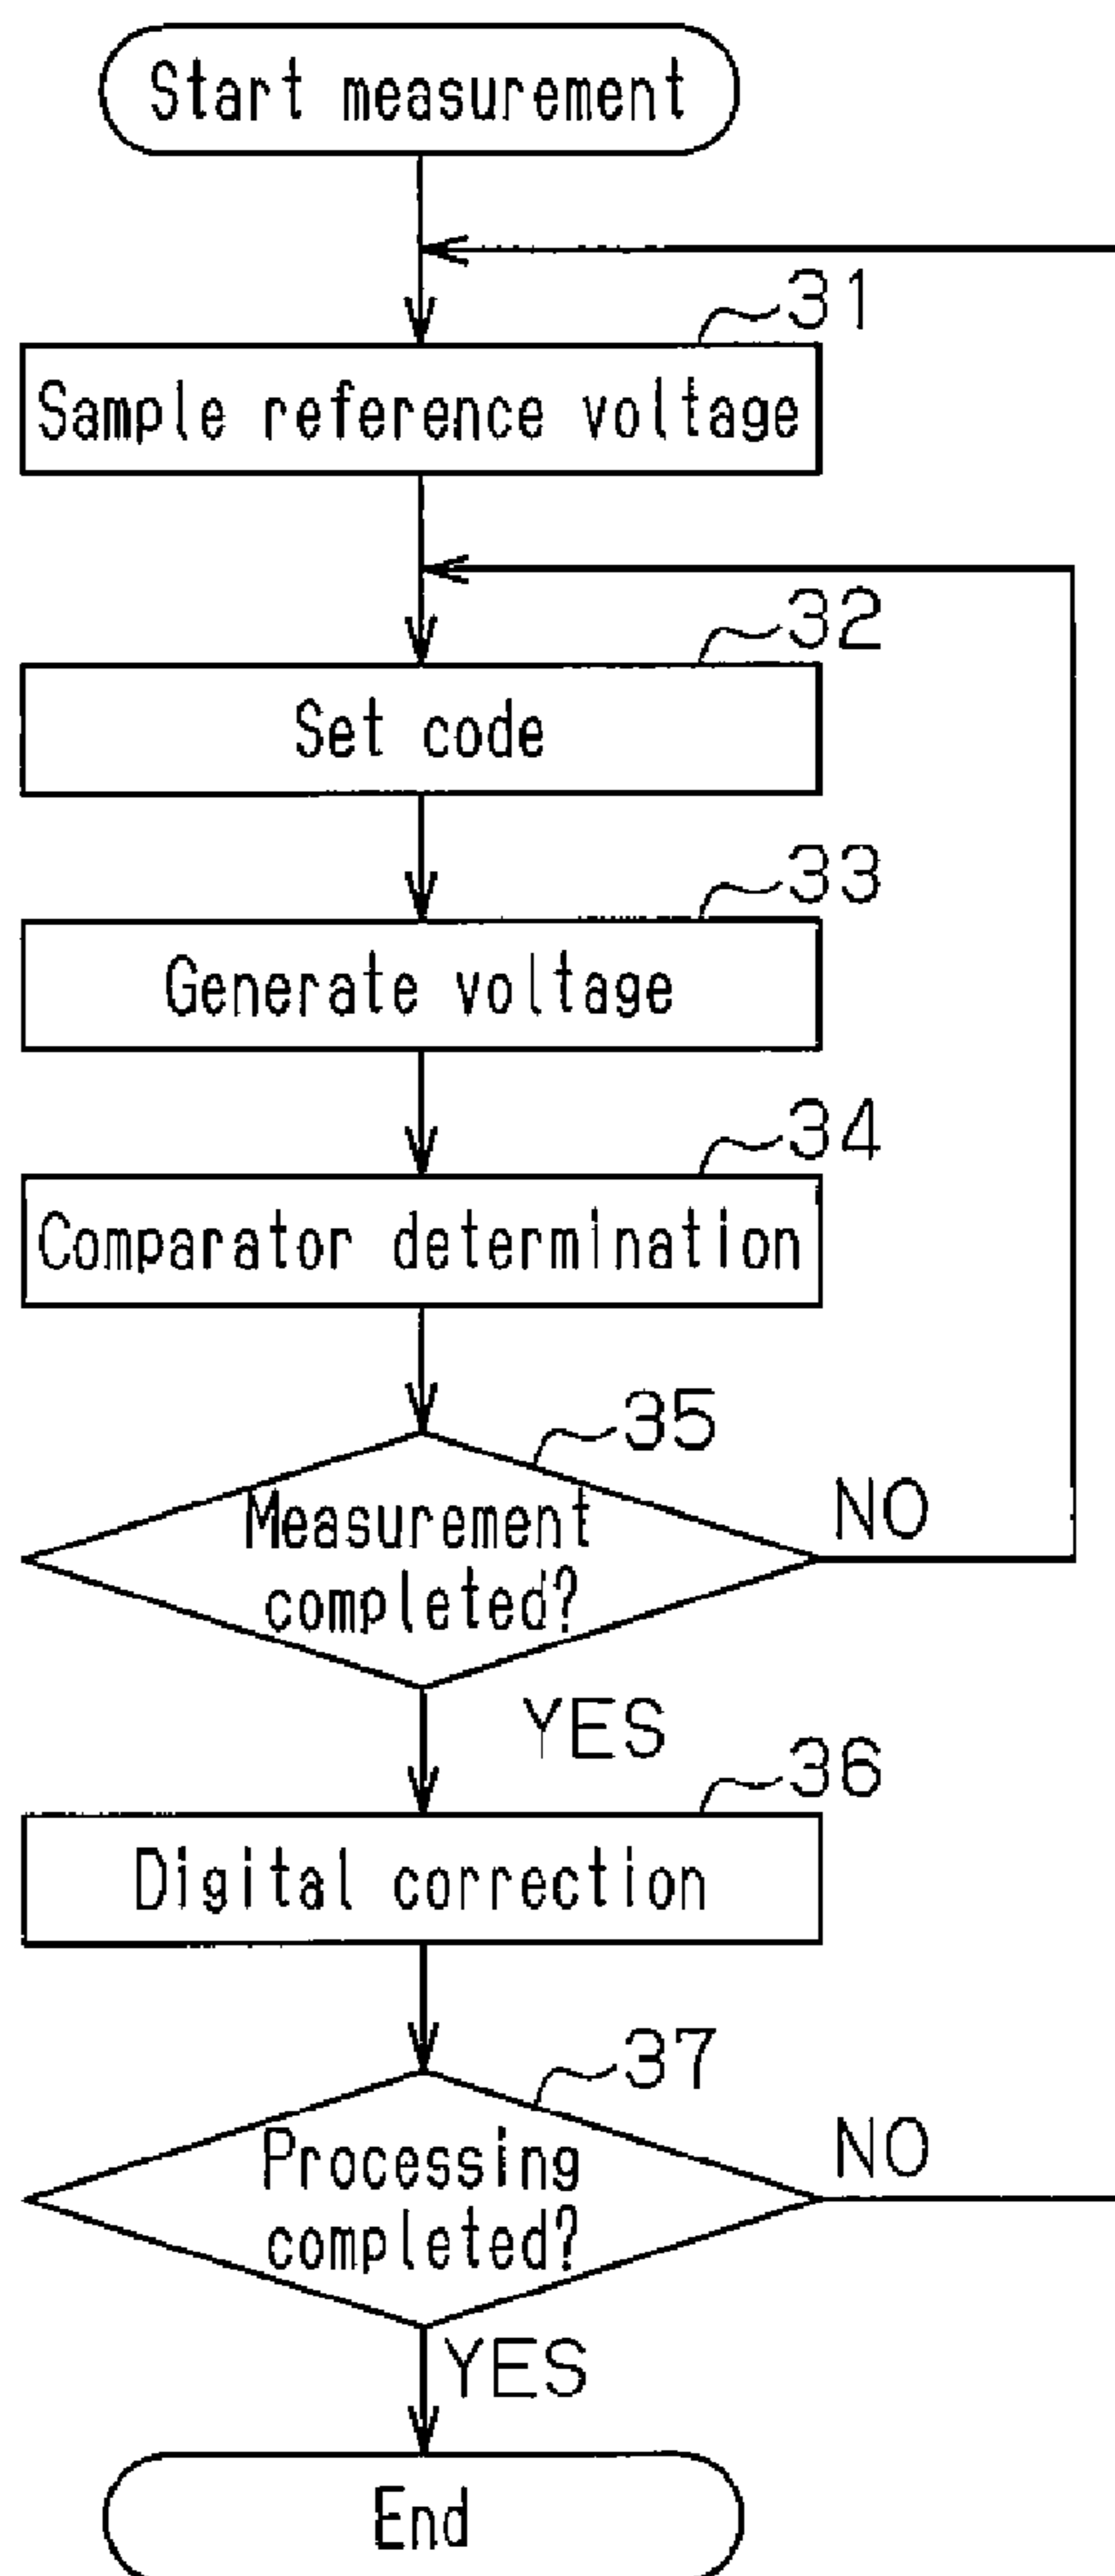 Start measurement
31
Sample reference voltage
32
Set code
33
Generate voltage
34
Comparator determination
35
Measurement
completed?
NO
YES
36
Digital correction
37
Processing
completed?
NO
YES
End